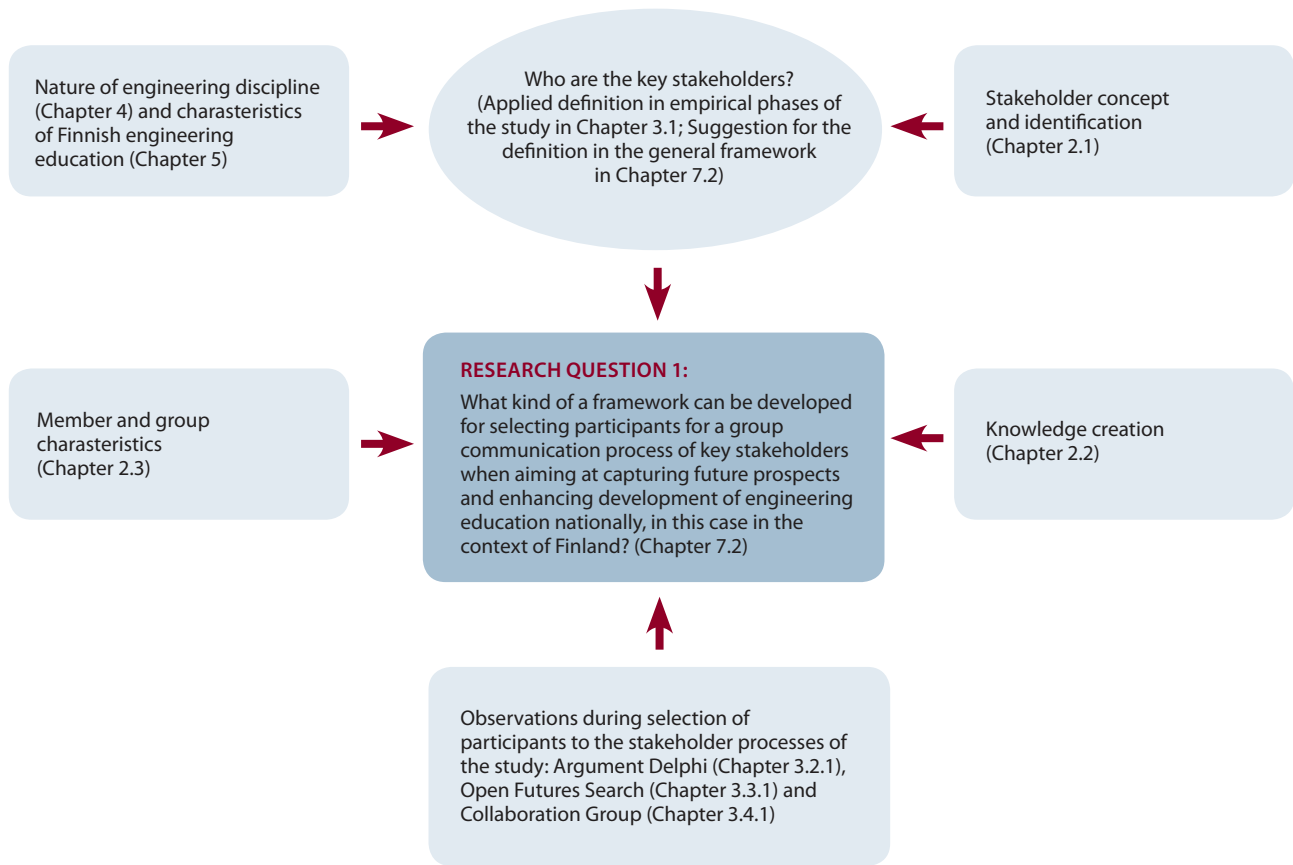 Nature of engineering discipline
(Chapter 4) and charasteristics
of Finnish engineering
education (Chapter 5)
Who are the key stakeholders?
(Applied definition in empirical phases of
the study in Chapter 3.1; Suggestion for the
definition in the general framework
in Chapter 7.2)
Stakeholder concept
and identification
(Chapter 2.1)
Member and group
charasteristics
(Chapter 2.3)
RESEARCH QUESTION 1:
What kind of a framework can be developed
for selecting participants for a group
communication process of key stakeholders
when aiming at capturing future prospects
and enhancing development of engineering
education nationally, in this case in the
context of Finland? (Chapter 7.2)
Knowledge creation
(Chapter 2.2)
Observations during selection of
participants to the stakeholder processes of
the study: Argument Delphi (Chapter 3.2.1),
Open Futures Search (Chapter 3.3.1) and
Collaboration Group (Chapter 3.4.1)